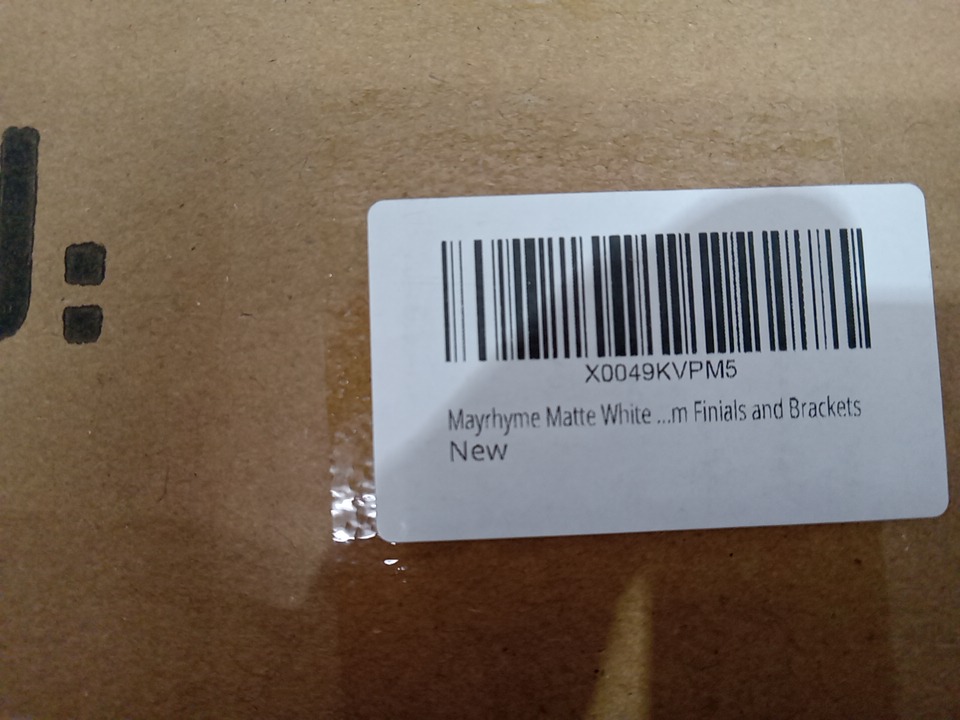 X0049KVPM5
Mayrhyme Matte White ...m Finials and Brackets
New